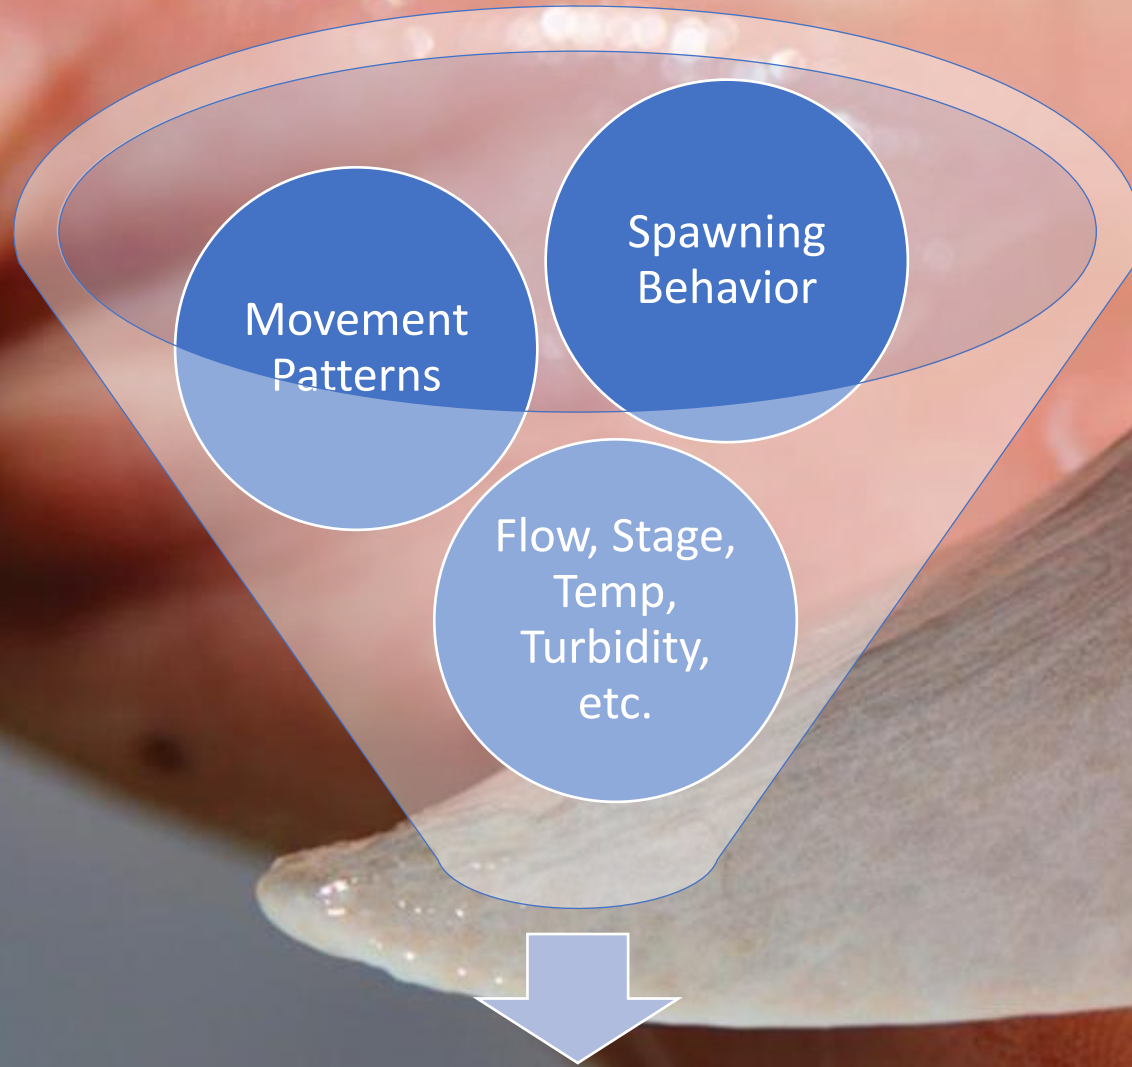 Spawning
Behavior
Movement
Patterns
Flow, Stage,
Temp,
Turbidity,
etc.